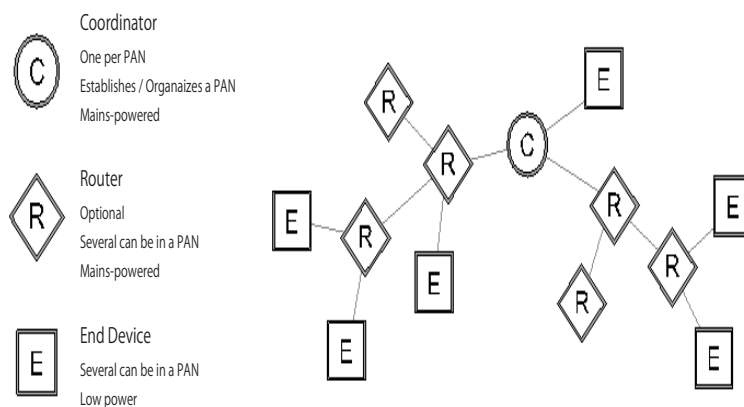 Coordinator
C
One per PAN
Establishes / Organaizes a PAN
Mains-powered
Router
R
Optional
Several can be in a PAN
Mains-powered
End Device
E
Several can be in a PAN
Low power
E
R
C
R
E
R
E
R
R
E
R
E
E